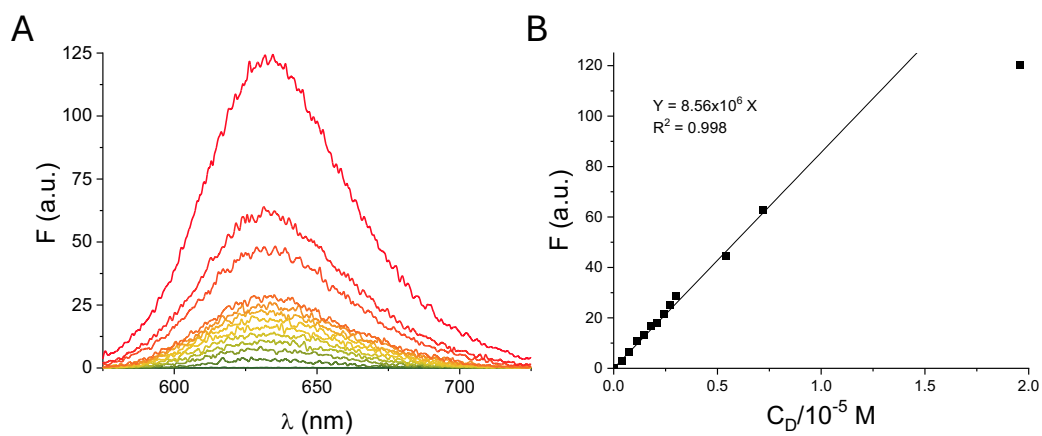 A
F (a.u.)
125
100
75
50
25
0
600
650
700
λ (nm)
B
F (a.u.)
120
100
80
60
40
20
0
Y = 8.56x10⁶ X
R² = 0.998
0.0
0.5
1.0
1.5
2.0
C_D/10⁻⁵ M